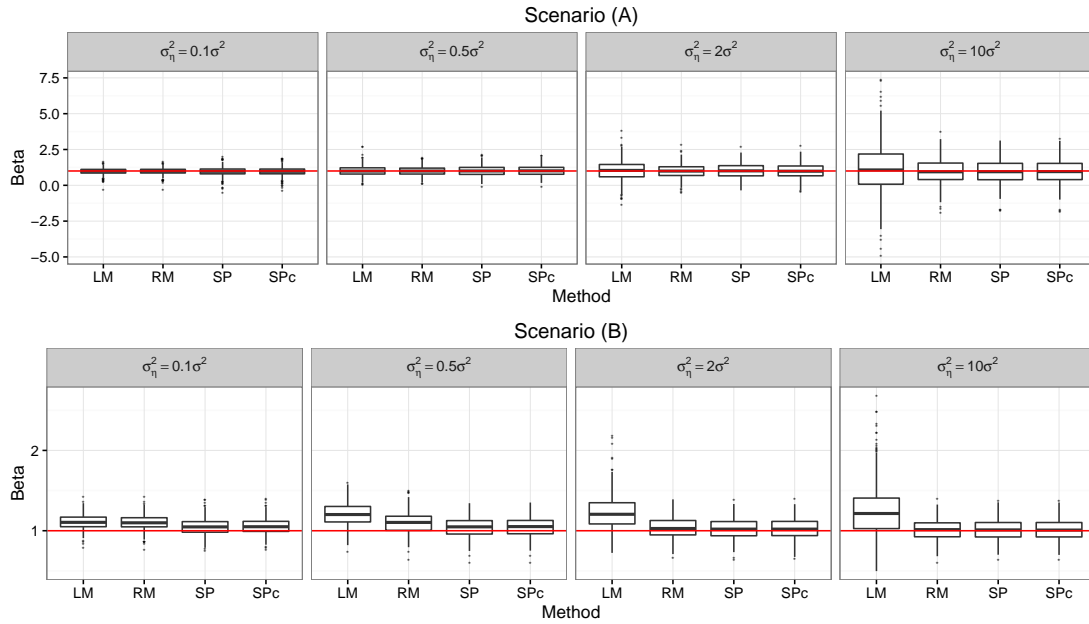 Scenario (A)
σ²η = 0.1σ² σ²η = 0.5σ² σ²η = 2σ² σ²η = 10σ²
7.5
5.0
2.5
0.0
−2.5
−5.0
Beta
LM RM SP SPc LM RM SP SPc LM RM SP SPc LM RM SP SPc
Method
Scenario (B)
σ²η = 0.1σ² σ²η = 0.5σ² σ²η = 2σ² σ²η = 10σ²
2
1
Beta
LM RM SP SPc LM RM SP SPc LM RM SP SPc LM RM SP SPc
Method